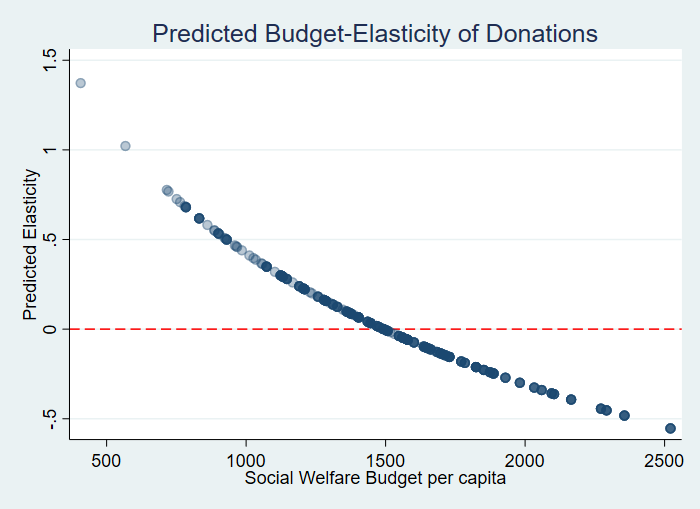 Predicted Budget-Elasticity of Donations
1.5
1
.5
0
-.5
Predicted Elasticity
500 1000 1500 2000 2500
Social Welfare Budget per capita